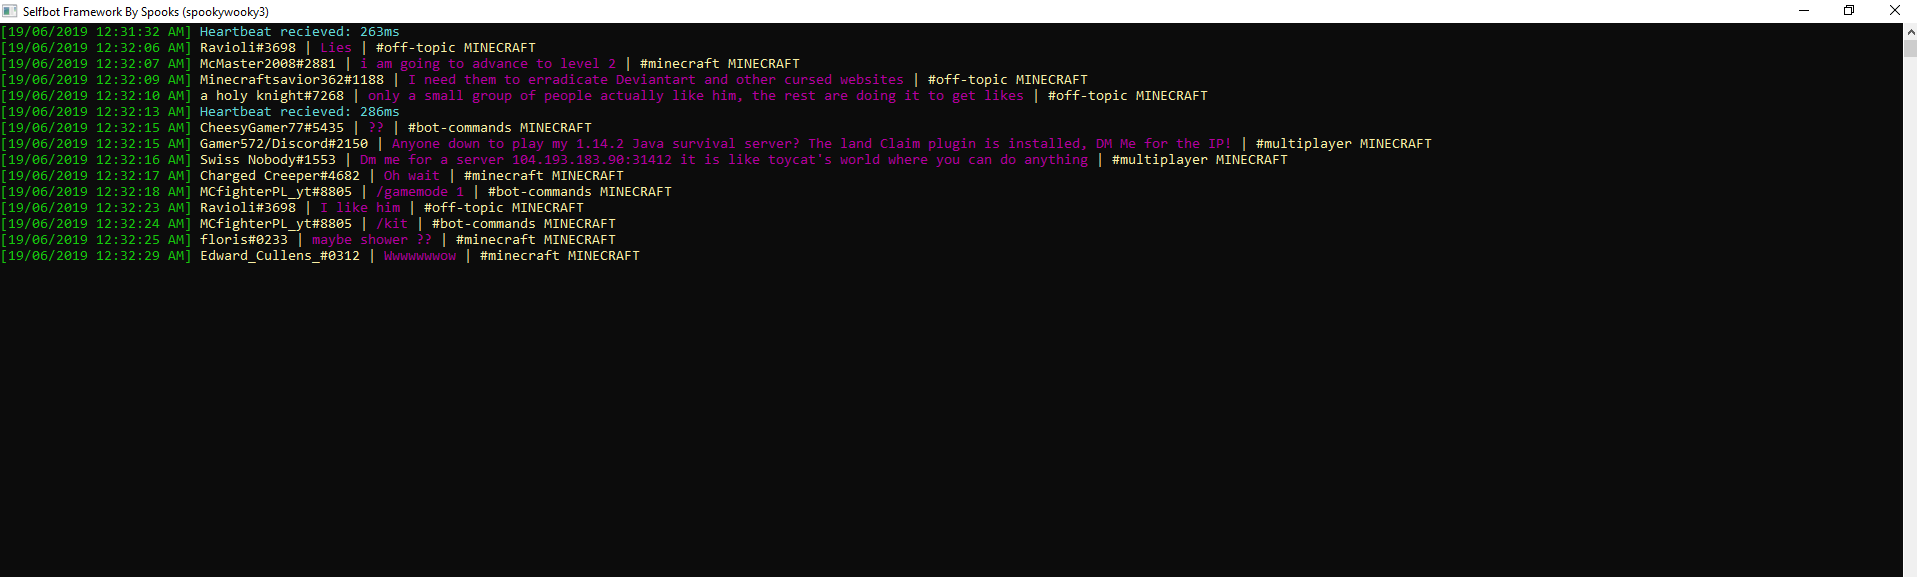 Selfbot Framework By Spooks (spookywooky3)
[19/06/2019 12:31:32 AM] Heartbeat recieved: 263ms
[19/06/2019 12:32:06 AM] Ravioli#3698 | Lies | #off-topic MINECRAFT
[19/06/2019 12:32:07 AM] McMaster2008#2881 | i am going to advance to level 2 | #minecraft MINECRAFT
[19/06/2019 12:32:09 AM] Minecraftsavior362#1188 | I need them to erradicate Deviantart and other cursed websites | #off-topic MINECRAFT
[19/06/2019 12:32:10 AM] a holy knight#7268 | only a small group of people actually like him, the rest are doing it to get likes | #off-topic MINECRAFT
[19/06/2019 12:32:13 AM] Heartbeat recieved: 286ms
[19/06/2019 12:32:15 AM] CheesyGamer77#5435 | ?? | #bot-commands MINECRAFT
[19/06/2019 12:32:15 AM] Gamer572/Discord#2150 | Anyone down to play my 1.14.2 Java survival server? The land Claim plugin is installed, DM Me for the IP! | #multiplayer MINECRAFT
[19/06/2019 12:32:16 AM] Swiss Nobody#1553 | Dm me for a server 104.193.183.90:31412 it is like toycat's world where you can do anything | #multiplayer MINECRAFT
[19/06/2019 12:32:17 AM] Charged Creeper#4682 | Oh wait | #minecraft MINECRAFT
[19/06/2019 12:32:18 AM] MCfighterPL_yt#8805 | /gamemode 1 | #bot-commands MINECRAFT
[19/06/2019 12:32:23 AM] Ravioli#3698 | I like him | #off-topic MINECRAFT
[19/06/2019 12:32:24 AM] MCfighterPL_yt#8805 | /kit | #bot-commands MINECRAFT
[19/06/2019 12:32:25 AM] floris#0233 | maybe shower ?? | #minecraft MINECRAFT
[19/06/2019 12:32:29 AM] Edward_Cullens_#0312 | Wwwwwwwow | #minecraft MINECRAFT